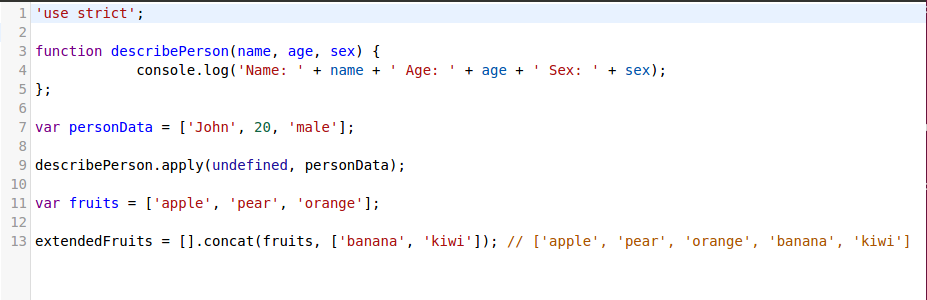 1 'use strict';
2
3 function describePerson(name, age, sex) {
4 console.log('Name: ' + name + ' Age: ' + age + ' Sex: ' + sex);
5 };
6
7 var personData = ['John', 20, 'male'];
8
9 describePerson.apply(undefined, personData);
10
11 var fruits = ['apple', 'pear', 'orange'];
12
13 extendedFruits = [].concat(fruits, ['banana', 'kiwi']); // ['apple', 'pear', 'orange', 'banana', 'kiwi']